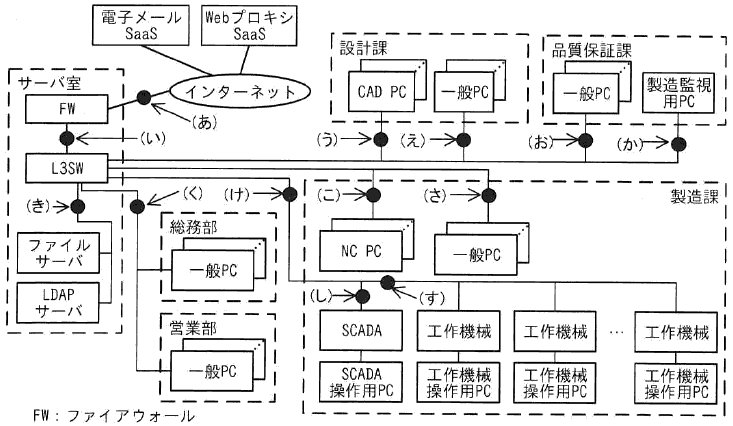 電子メール
SaaS
Webプロキシ
SaaS
インターネット
サーバ室
FW
(あ)
(い)
L3SW
(き)
(く)
(け)
ファイル
サーバ
LDAP
サーバ
設計課
CAD PC
一般PC
(う)
(え)
品質保証課
一般PC
製造監視
用PC
(お)
(か)
総務部
一般PC
営業部
一般PC
製造課
(こ)
(さ)
NC PC
一般PC
(し)
(す)
SCADA
工作機械
工作機械
…
工作機械
SCADA
操作用PC
工作機械
操作用PC
工作機械
操作用PC
工作機械
操作用PC
FW：ファイアウォール